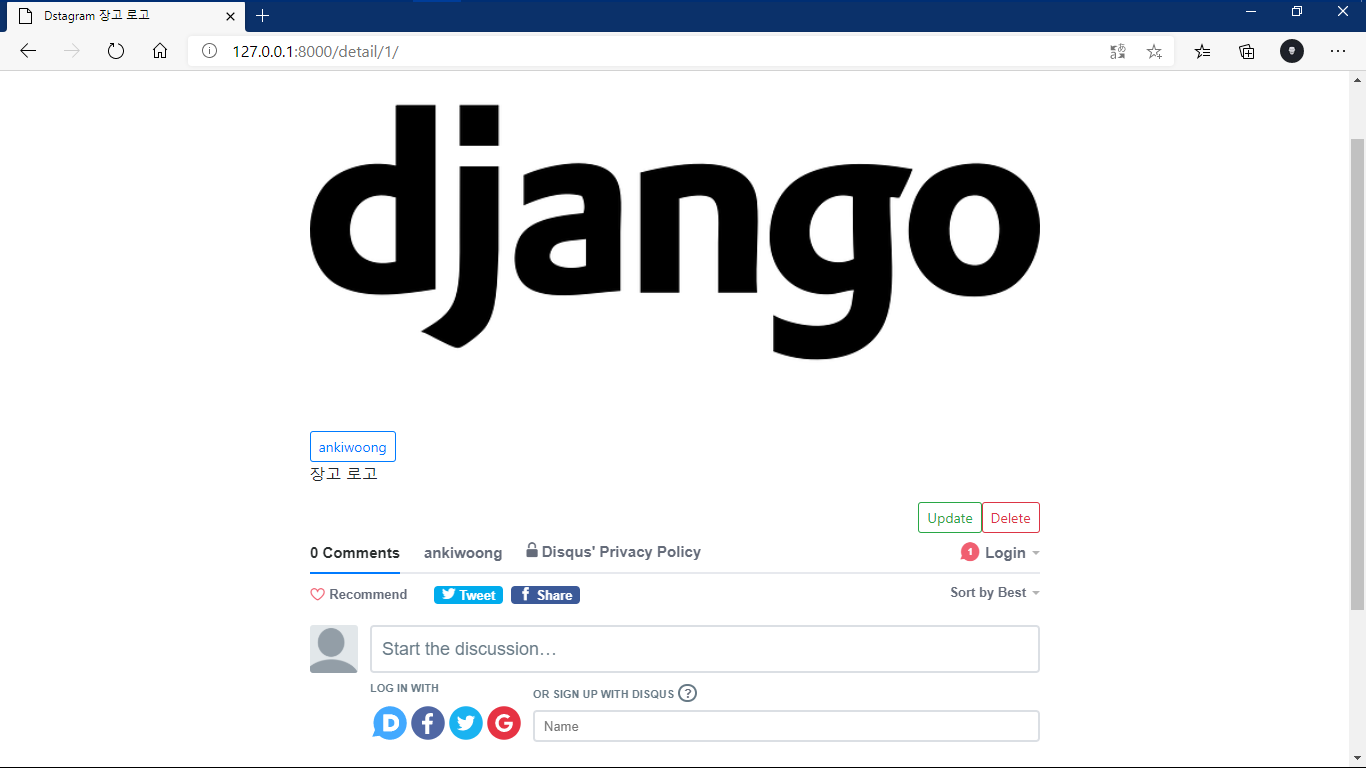 Dstagram 장고 로고
127.0.0.1:8000/detail/1/
django
ankiwoong
장고 로고
Update Delete
0 Comments ankiwoong Disqus' Privacy Policy 1 Login
Recommend Tweet Share Sort by Best
Start the discussion…
LOG IN WITH
OR SIGN UP WITH DISQUS ?
Name